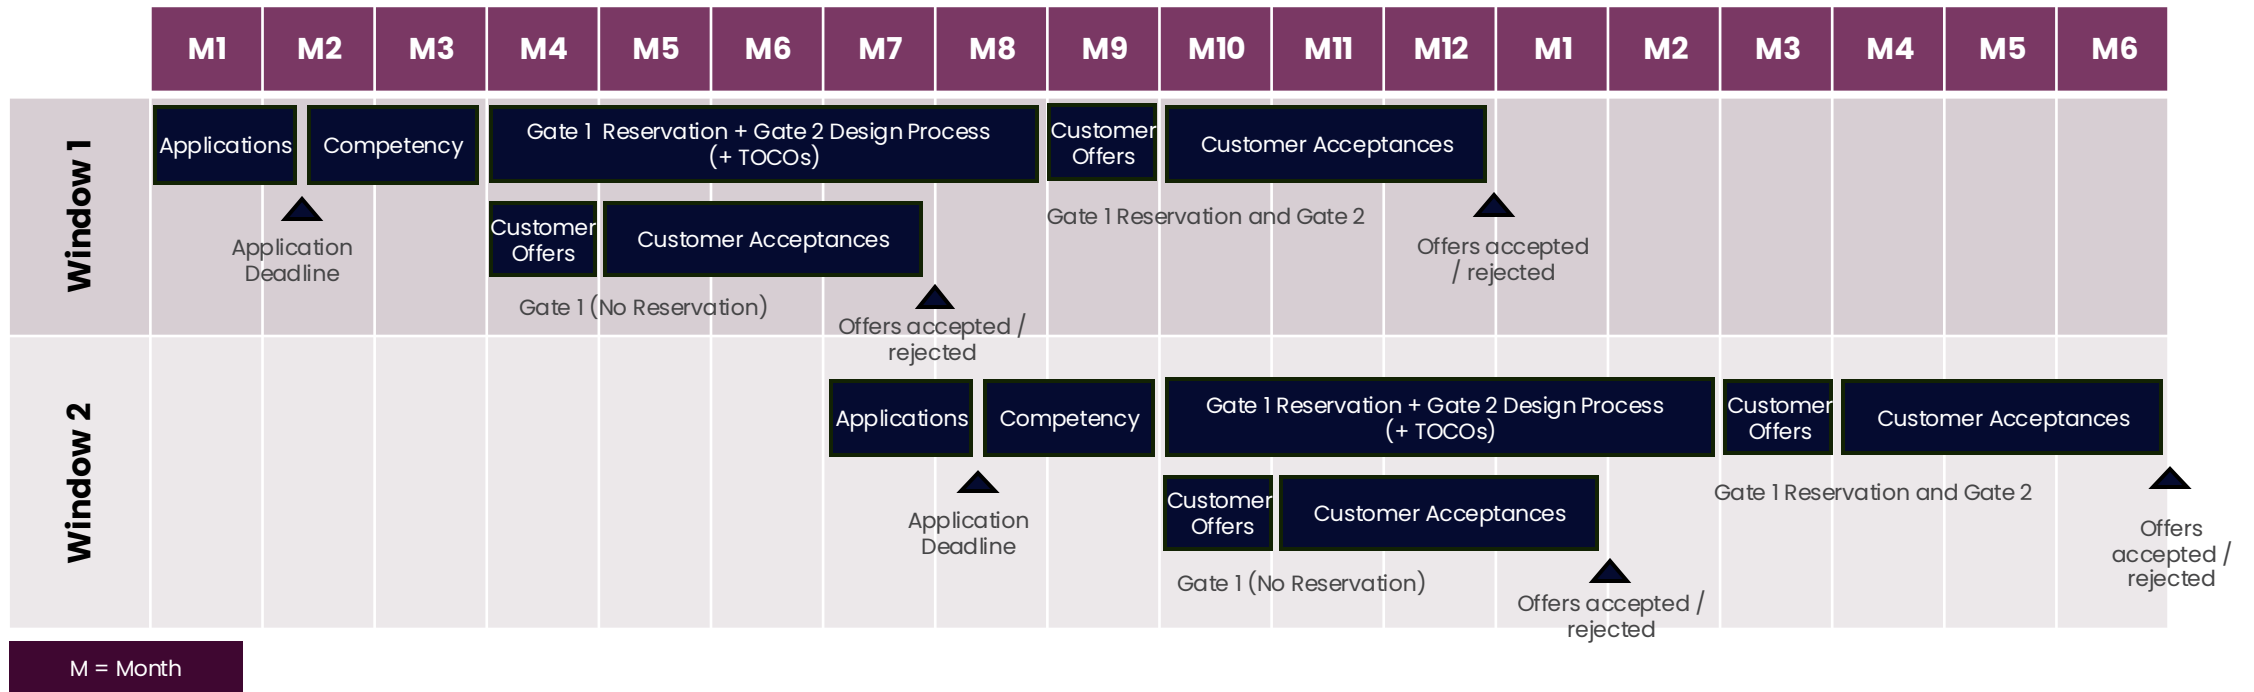 M1 M2 M3 M4 M5 M6 M7 M8 M9 M10 M11 M12 M1 M2 M3 M4 M5 M6
Window 1
Applications
Competency
Gate 1 Reservation + Gate 2 Design Process
(+ TOCOs)
Customer
Offers
Customer Acceptances
Application
Deadline
Customer
Offers
Customer Acceptances
Gate 1 Reservation and Gate 2
Offers accepted
/ rejected
Gate 1 (No Reservation)
Offers accepted /
rejected
Window 2
Applications
Competency
Gate 1 Reservation + Gate 2 Design Process
(+ TOCOs)
Customer
Offers
Customer Acceptances
Application
Deadline
Customer
Offers
Customer Acceptances
Gate 1 Reservation and Gate 2
Offers
accepted /
rejected
Gate 1 (No Reservation)
Offers accepted /
rejected
M = Month